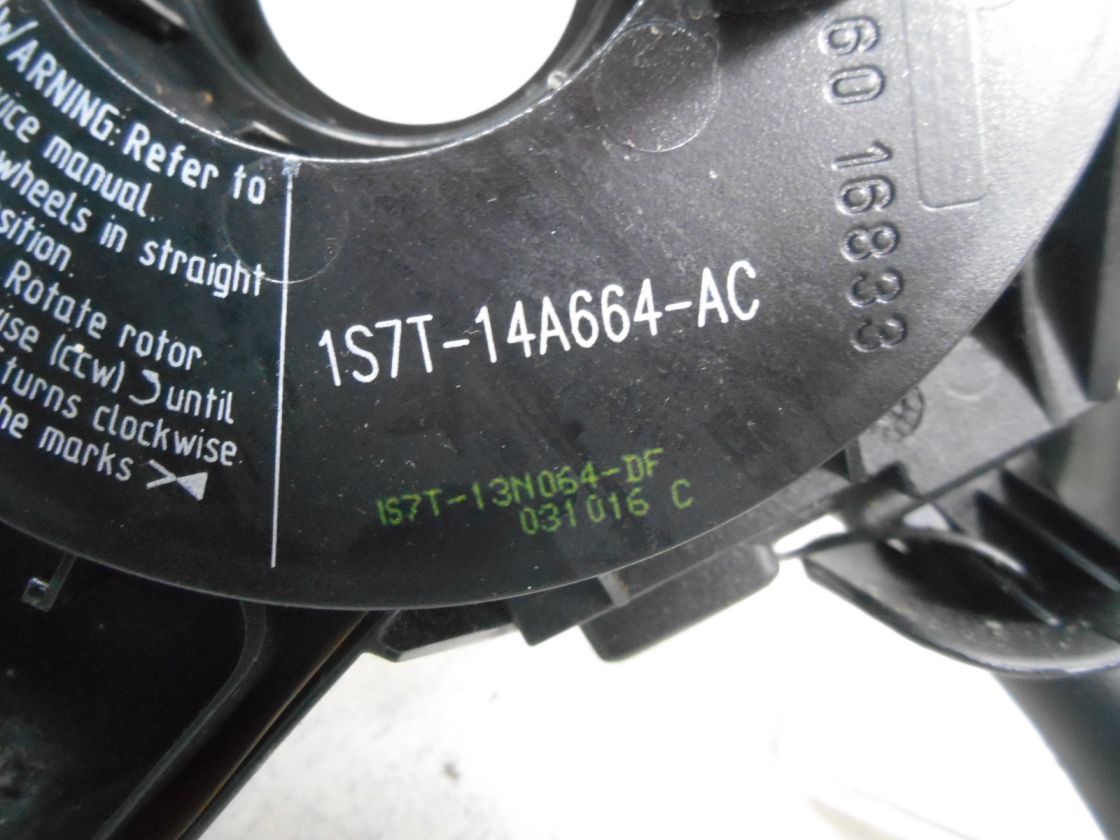 WARNING: Refer to
vice manual.
wheels in straight
sition.
Rotate rotor
ise (ccw) until
turns clockwise
he marks
1S7T-14A664-AC
1S7T-13N064-DF
031016 C
60 16833